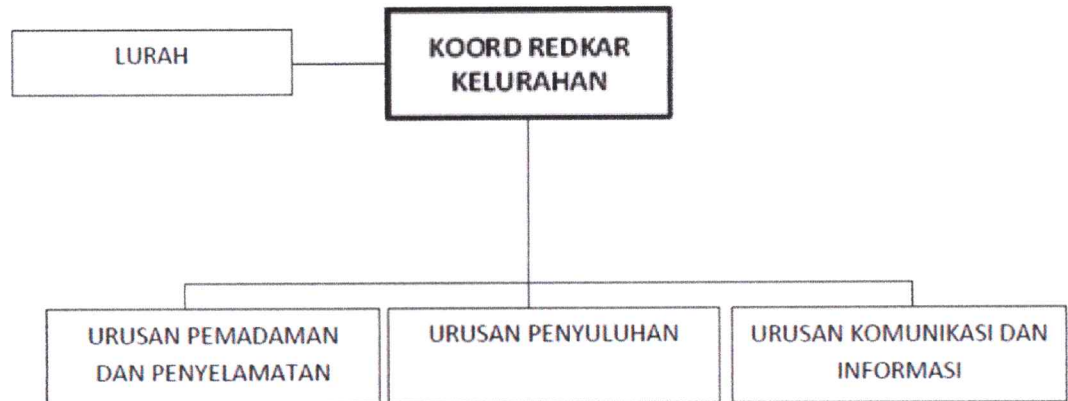 LURAH
KOORD REDKAR
KELURAHAN
URUSAN PEMADAMAN
DAN PENYELAMATAN
URUSAN PENYULUHAN
URUSAN KOMUNIKASI DAN
INFORMASI